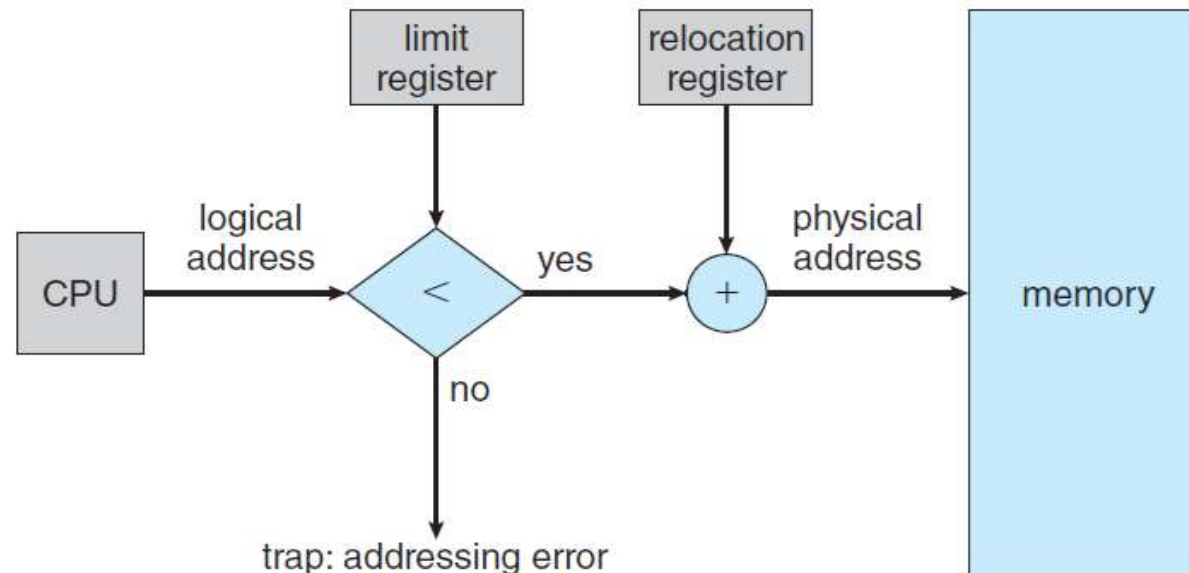 limit
register
relocation
register
logical
address
physical
address
CPU
<
yes
+
memory
no
trap: addressing error